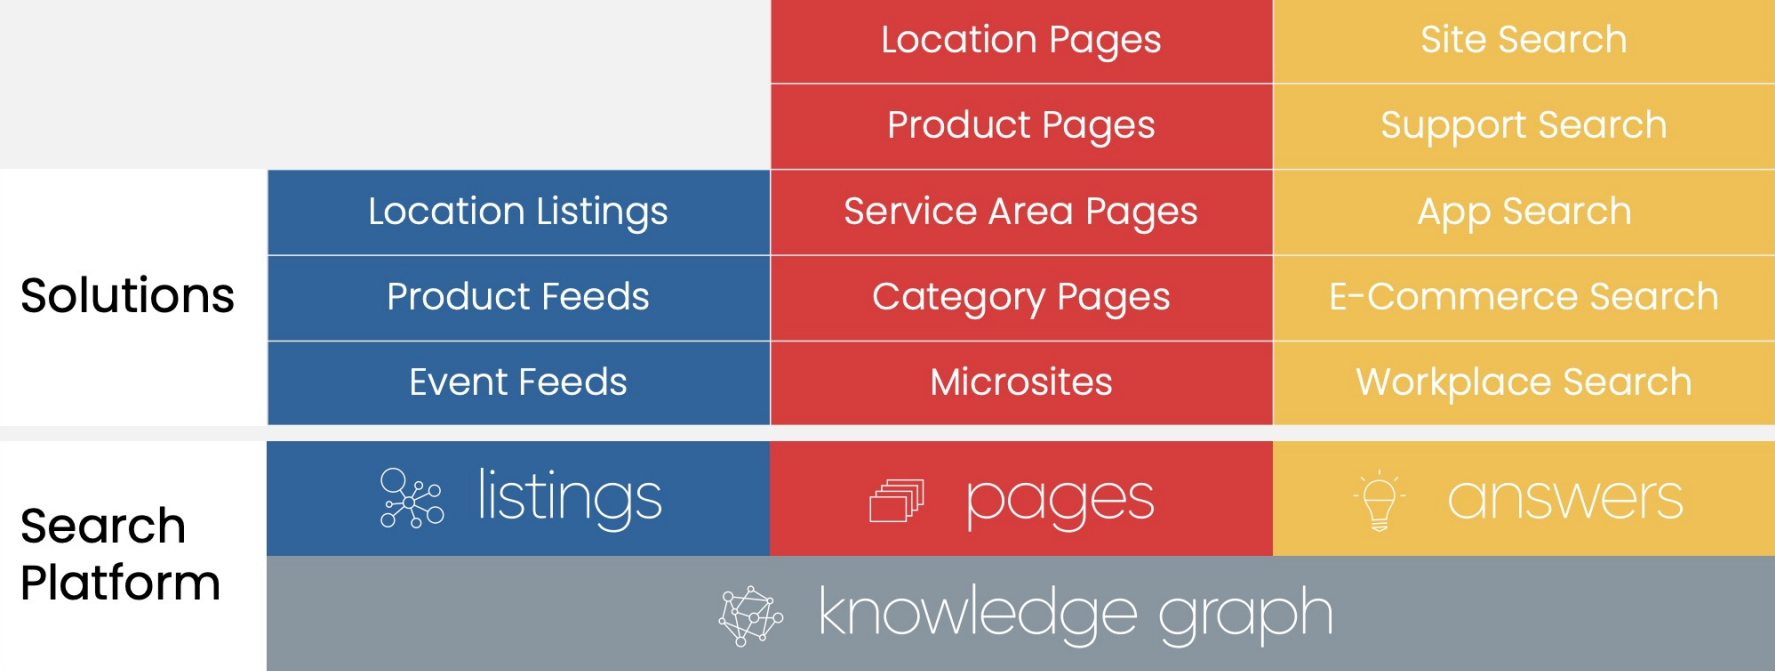 Location Pages
Site Search
Product Pages
Support Search
Location Listings
Service Area Pages
App Search
Solutions
Product Feeds
Category Pages
E-Commerce Search
Event Feeds
Microsites
Workplace Search
Search
Platform
listings
pages
answers
knowledge graph